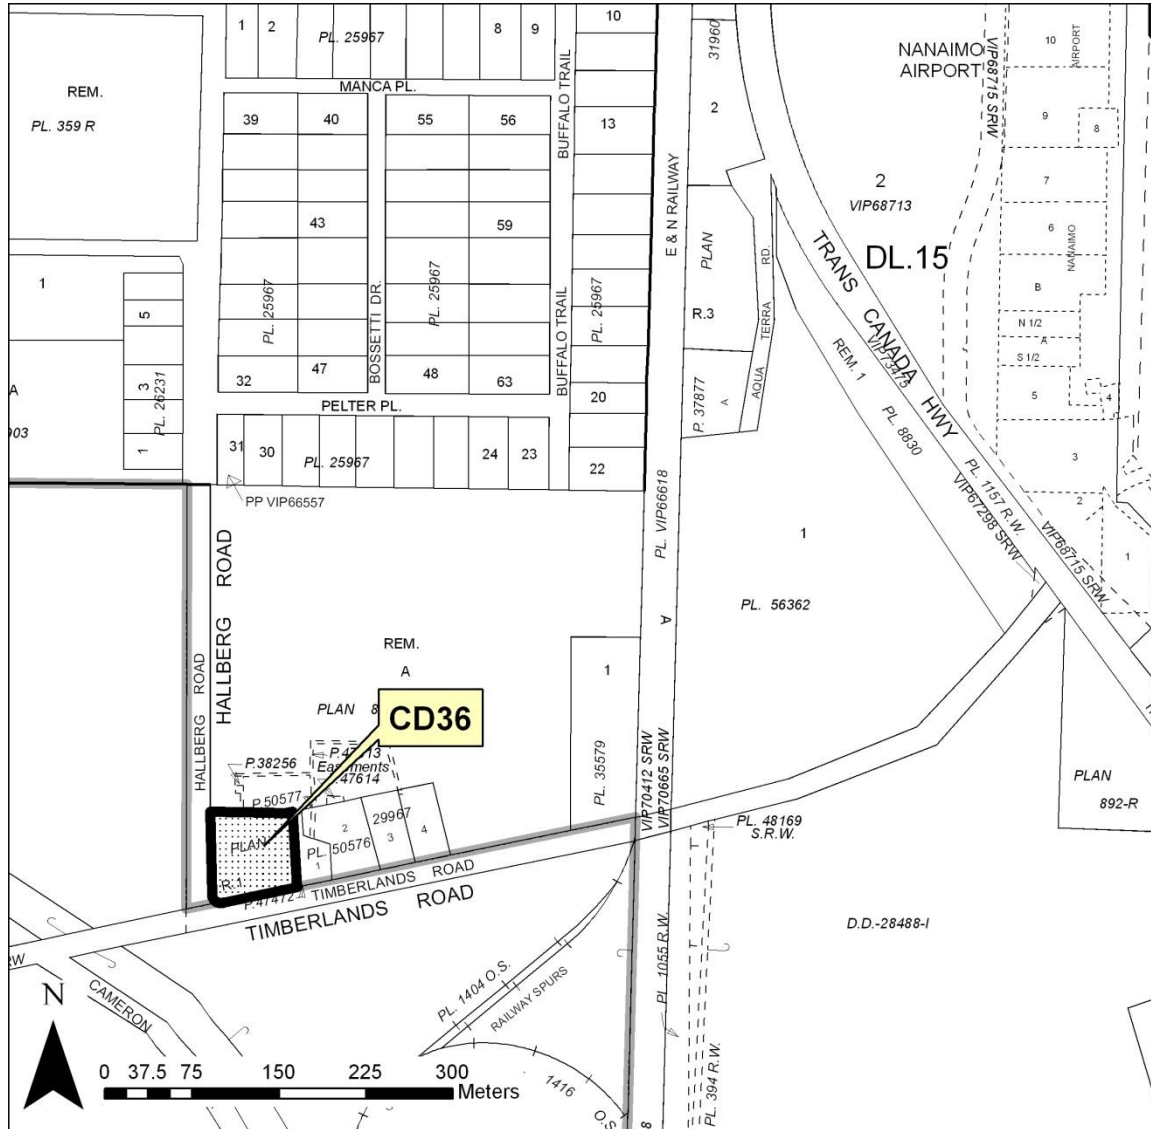 1
2
PL. 25967
8
9
10
31960
NANAIMO
AIRPORT
VIP68715 SRW
10
AIRPORT
REM.
PL. 359 R
MANCA PL.
BUFFALO TRAIL
39
40
55
56
13
2
9
8
7
E & N RAILWAY
2
VIP68713
43
59
PLAN
TRANS CANADA HWY
RD.
DL.15
6
NANAIMO
1
5
PL. 25967
BOSSETTI DR.
PL. 25967
BUFFALO TRAIL
PL. 25967
R.3
TERRA
AQUA
VIP73475
REM. 1
B
N 1/2
A
S 1/2
A
3
PL. 26231
32
47
48
63
20
P. 37877
A
5
4
PELTER PL.
PL. 8830
903
1
31
30
PL. 25967
24
23
22
3
PP VIP66557
PL. VIP66618
PL. 1157 R.W.
VIP67298 SRW
VIP68715 SRW
2
1
1
HALLBERG ROAD
HALLBERG ROAD
PL. 56362
A
REM.
A
1
PLAN 8
CD36
P.38256
Easements
P.47614
P.50577
PL. 35579
VIP70412 SRW
VIP70665 SRW
PLAN
892-R
2
29967
3
4
PLAN
PL. 50576
1
R.1
P.47472
TIMBERLANDS ROAD
TIMBERLANDS ROAD
PL. 48169
S.R.W.
D.D.-28488-I
RW
CAMERON
PL. 1404 O.S.
RAILWAY SPURS
PL. 1055 R.W.
PL. 394 R.W.
1416
O.S.
8
N
0 37.5 75 150 225 300
Meters